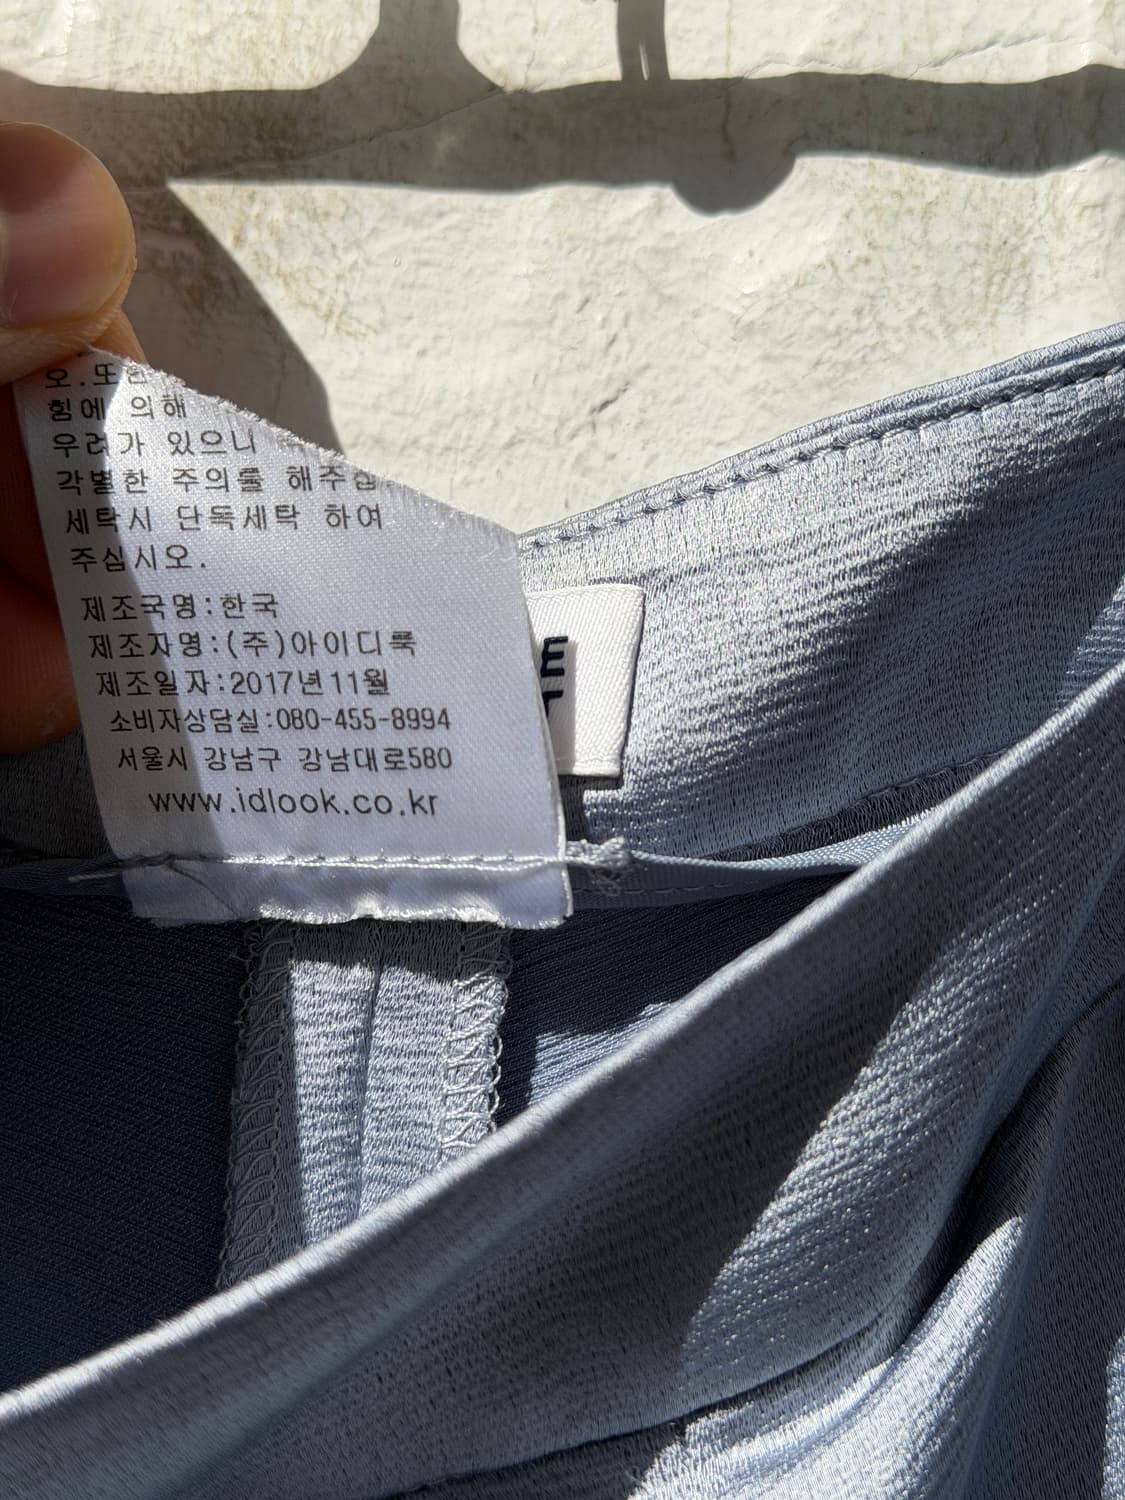 오.또한
힘에 의해
우려가 있으니
각별한 주의를 해주십
세탁시 단독세탁 하여
주십시오.
제조국명:한국
제조자명:(주)아이디룩
제조일자:2017년11월
소비자상담실:080-455-8994
서울시 강남구 강남대로580
www.idlook.co.kr
E
T